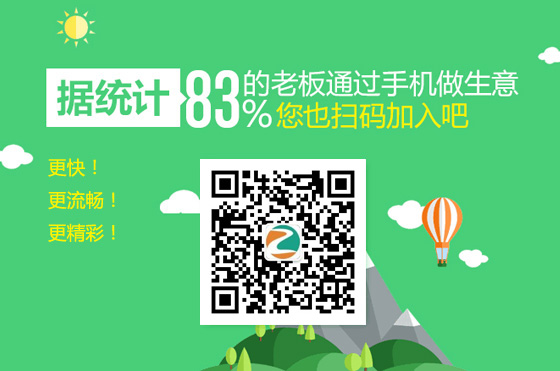 据统计83%的老板通过手机做生意
您也扫码加入吧
更快！
更流畅！
更精彩！